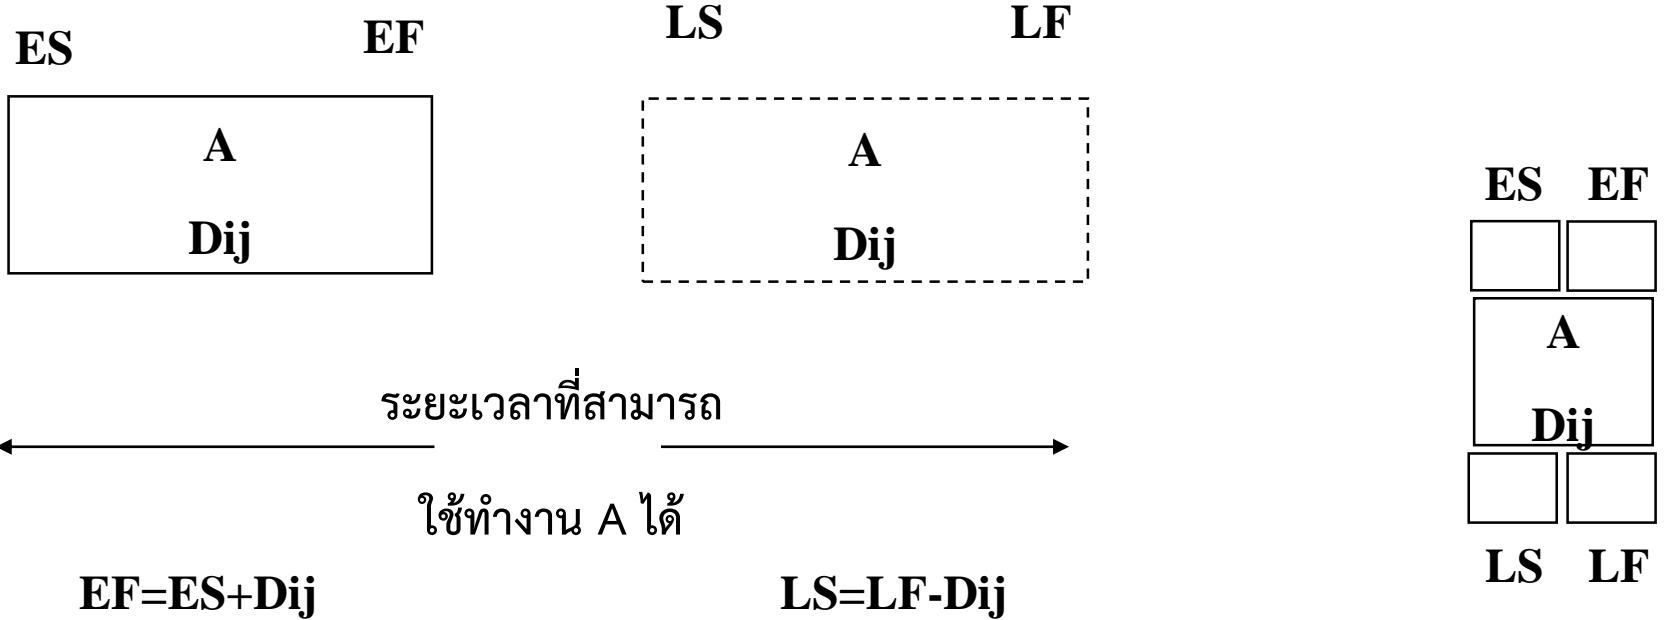 ES EF LS LF
A
Dij
A
Dij
ระยะเวลาที่สามารถ
ใช้ทำงาน A ได้
EF=ES+Dij
LS=LF-Dij
ES EF
A
Dij
LS LF